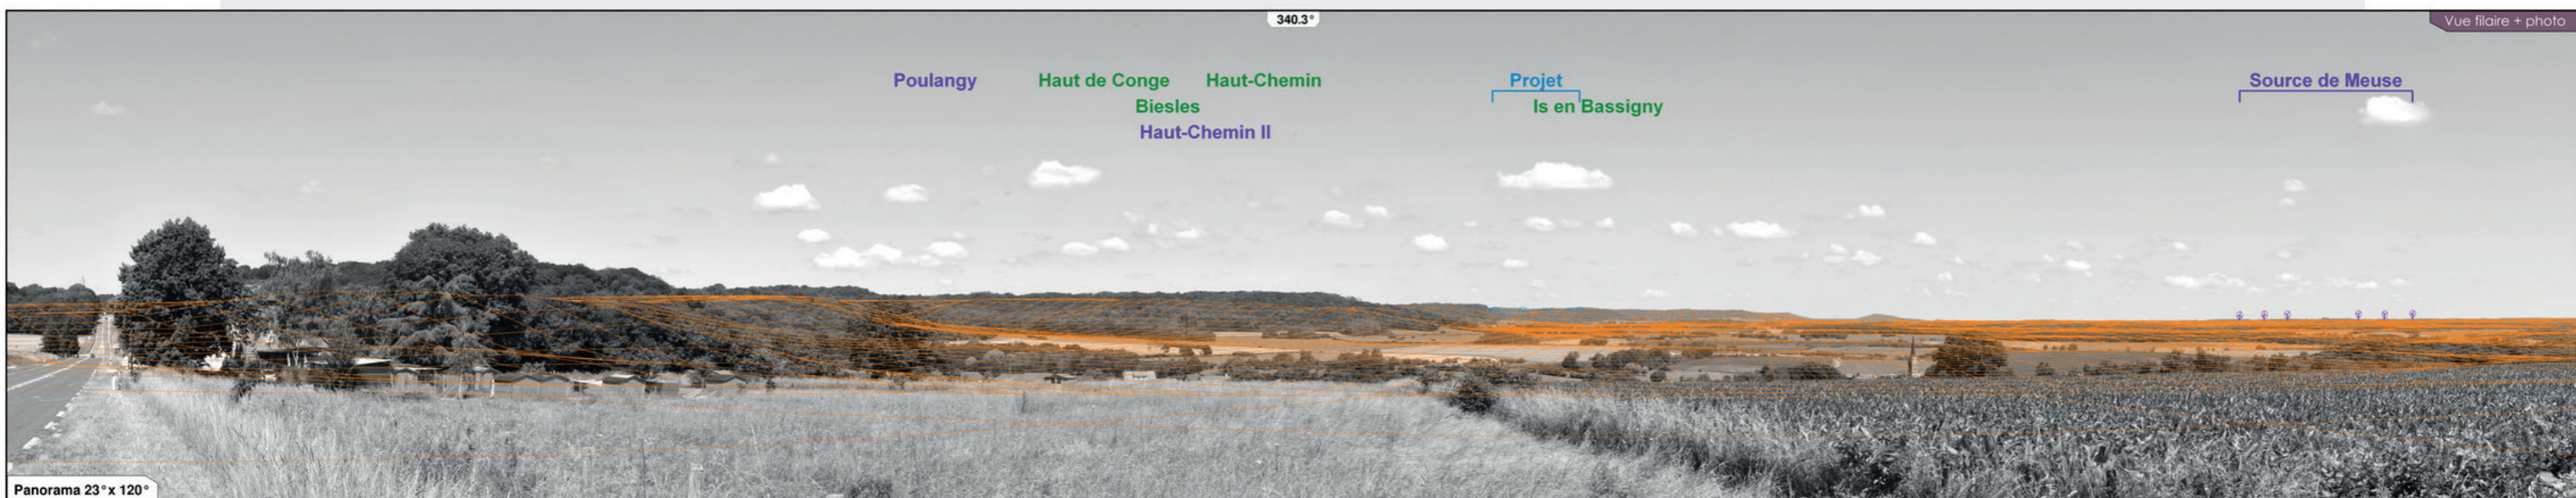 340.3°
Vue filaire + photo
Poulangy
Haut de Conge
Haut-Chemin
Projet
Source de Meuse
Biesles
Is en Bassigny
Haut-Chemin II
Panorama 23°x 120°